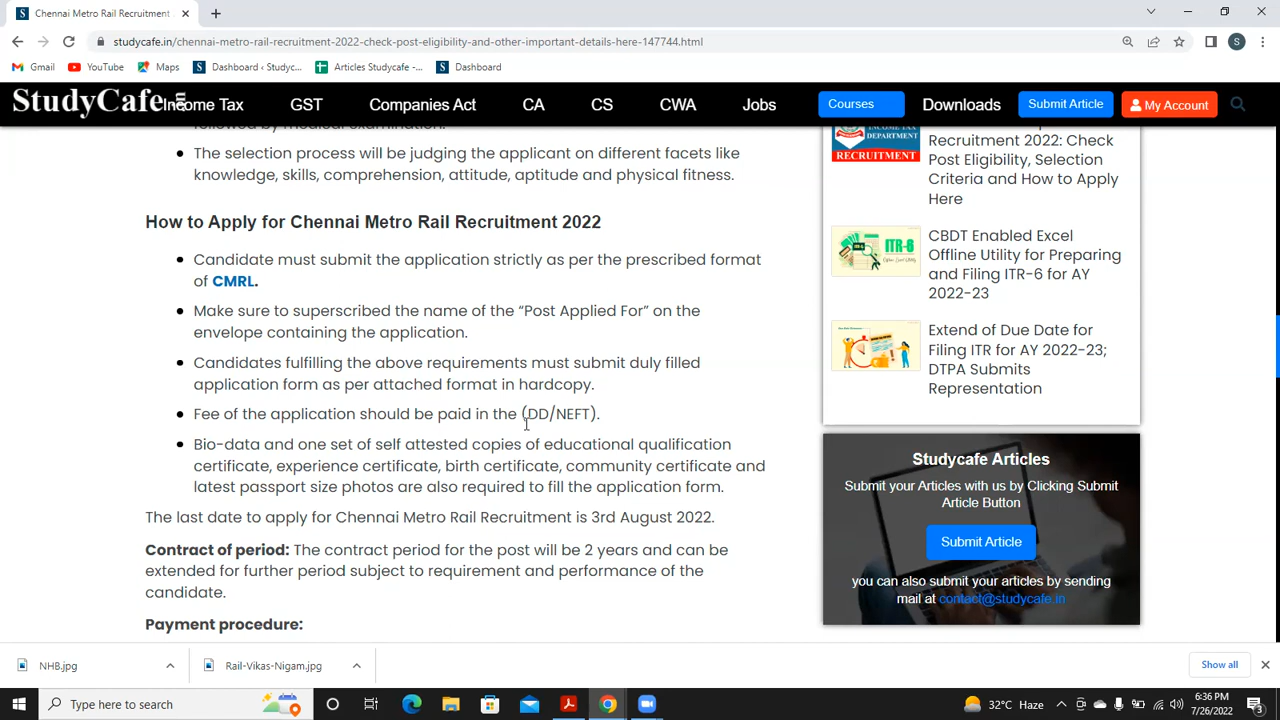 Chennai Metro Rail Recruitment
studycafe.in/chennai-metro-rail-recruitment-2022-check-post-eligibility-and-other-important-details-here-147744.html
S
Gmail
YouTube
Maps
Dashboard ‹ Studyc...
Articles Studycafe -...
Dashboard
StudyCafe
Income Tax
GST
Companies Act
CA
CS
CWA
Jobs
Courses
Downloads
Submit Article
My Account
followed by medical examination.
The selection process will be judging the applicant on different facets like
knowledge, skills, comprehension, attitude, aptitude and physical fitness.
How to Apply for Chennai Metro Rail Recruitment 2022
Candidate must submit the application strictly as per the prescribed format
of CMRL.
Make sure to superscribed the name of the “Post Applied For” on the
envelope containing the application.
Candidates fulfilling the above requirements must submit duly filled
application form as per attached format in hardcopy.
Fee of the application should be paid in the (DD/NEFT).
Bio-data and one set of self attested copies of educational qualification
certificate, experience certificate, birth certificate, community certificate and
latest passport size photos are also required to fill the application form.
The last date to apply for Chennai Metro Rail Recruitment is 3rd August 2022.
Contract of period: The contract period for the post will be 2 years and can be
extended for further period subject to requirement and performance of the
candidate.
Payment procedure:
DEPARTMENT
RECRUITMENT
Recruitment 2022: Check
Post Eligibility, Selection
Criteria and How to Apply
Here
ITR-6
CBDT Enabled Excel
Offline Utility for Preparing
and Filing ITR-6 for AY
2022-23
Extend of Due Date for
Filing ITR for AY 2022-23;
DTPA Submits
Representation
Studycafe Articles
Submit your Articles with us by Clicking Submit
Article Button
Submit Article
you can also submit your articles by sending
mail at contact@studycafe.in
NHB.jpg
Rail-Vikas-Nigam.jpg
Show all
Type here to search
32°C Haze
6:36 PM
7/26/2022
3